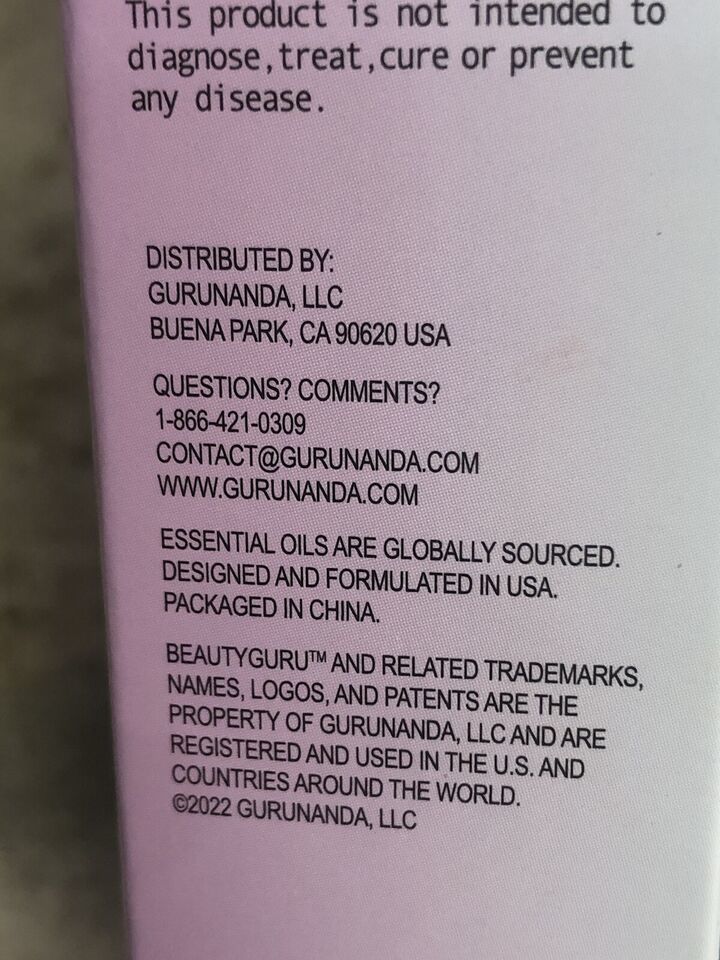 This product is not intended to
diagnose,treat,cure or prevent
any disease.
DISTRIBUTED BY:
GURUNANDA, LLC
BUENA PARK, CA 90620 USA
QUESTIONS? COMMENTS?
1-866-421-0309
CONTACT@GURUNANDA.COM
WWW.GURUNANDA.COM
ESSENTIAL OILS ARE GLOBALLY SOURCED.
DESIGNED AND FORMULATED IN USA.
PACKAGED IN CHINA.
BEAUTYGURU™ AND RELATED TRADEMARKS,
NAMES, LOGOS, AND PATENTS ARE THE
PROPERTY OF GURUNANDA, LLC AND ARE
REGISTERED AND USED IN THE U.S. AND
COUNTRIES AROUND THE WORLD.
©2022 GURUNANDA, LLC